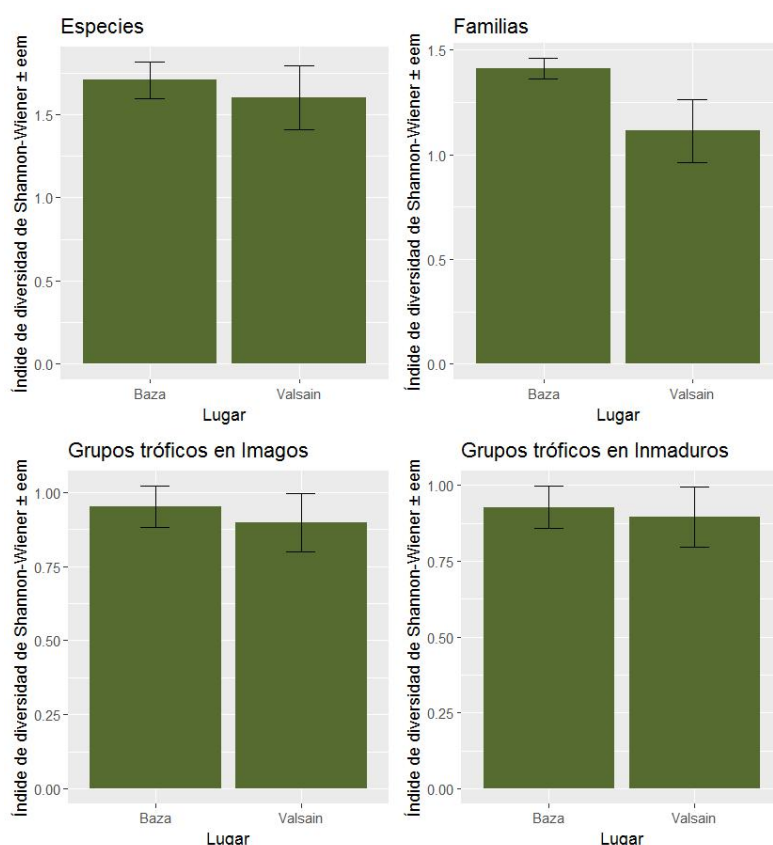 Especies
Índide de diversidad de Shannon-Wiener ± eem
1.5
1.0
0.5
0.0
Baza Valsain
Lugar
Familias
Índide de diversidad de Shannon-Wiener ± eem
1.5
1.0
0.5
0.0
Baza Valsain
Lugar
Grupos tróficos en Imagos
Índide de diversidad de Shannon-Wiener ± eem
1.00
0.75
0.50
0.25
0.00
Baza Valsain
Lugar
Grupos tróficos en Inmaduros
Índide de diversidad de Shannon-Wiener ± eem
1.00
0.75
0.50
0.25
0.00
Baza Valsain
Lugar